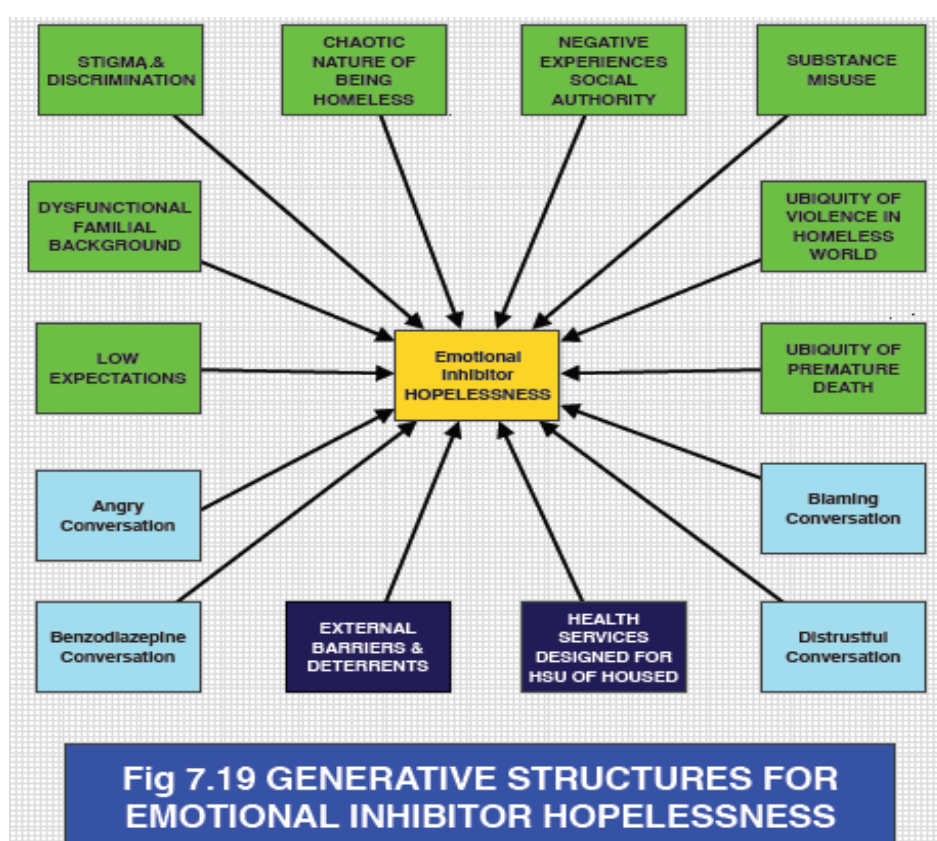 STIGMA.&
DISCRIMINATION
CHAOTIC
NATURE OF
BEING
HOMELESS
NEGATIVE
EXPERIENCES
SOCIAL
AUTHORITY
SUBSTANCE
MISUSE
DYSFUNCTIONAL
FAMILIAL
BACKGROUND
UBIQUITY OF
VIOLENCE IN
HOMELESS
WORLD
LOW
EXPECTATIONS
Emotional
Inhibitor
HOPELESSNESS
UBIQUITY OF
PREMATURE
DEATH
Angry
Conversation
Blaming
Conversation
Benzodiazepine
Conversation
EXTERNAL
BARRIERS &
DETERRENTS
HEALTH
SERVICES
DESIGNED FOR
HSU OF HOUSED
Distrustful
Conversation
Fig 7.19 GENERATIVE STRUCTURES FOR
EMOTIONAL INHIBITOR HOPELESSNESS